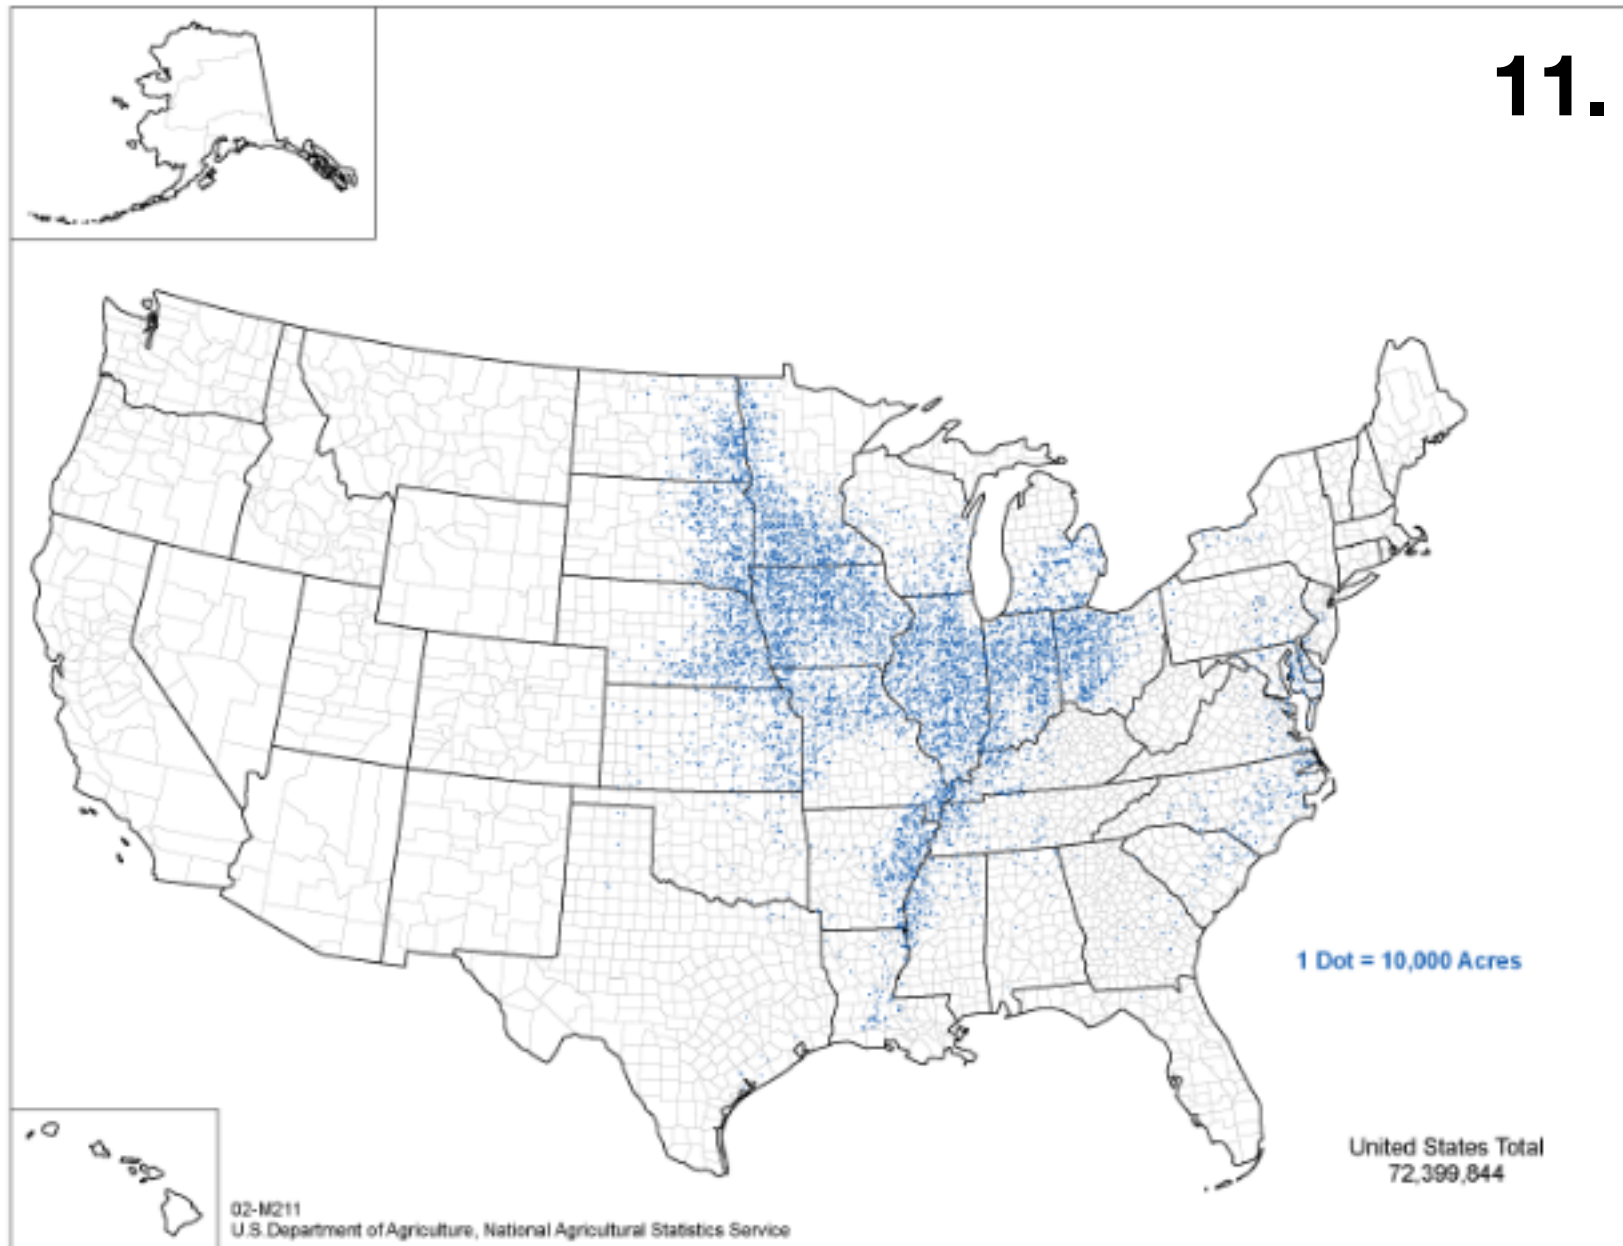 11.
1 Dot = 10,000 Acres
United States Total
72,399,844
02-M211
U.S.Department of Agriculture, National Agricultural Statistics Service